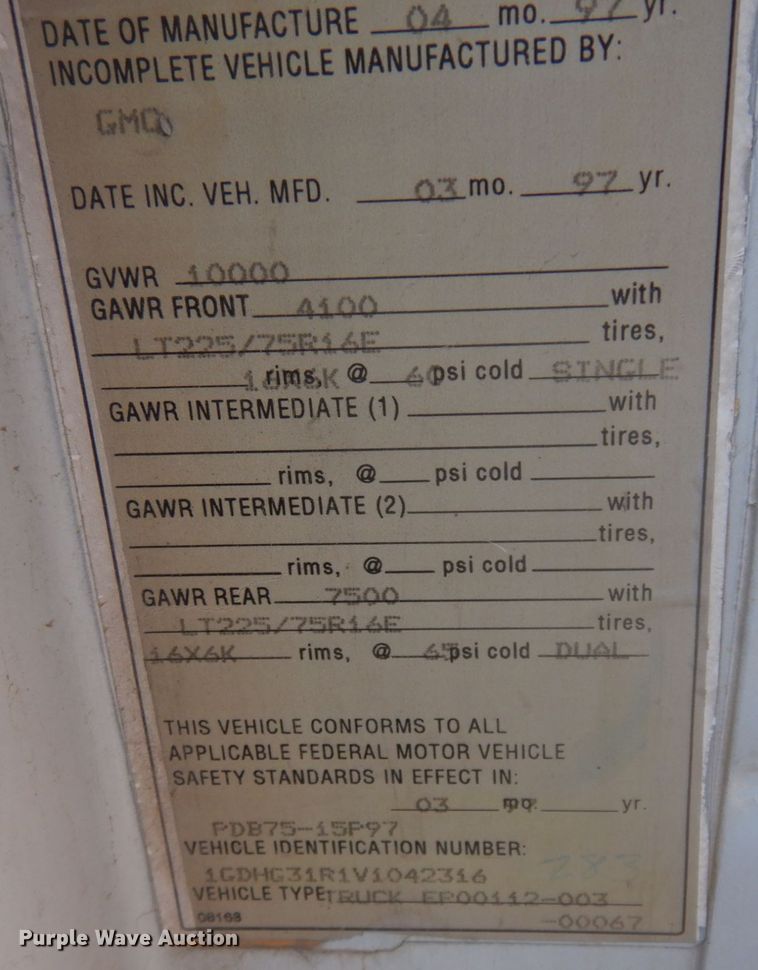 DATE OF MANUFACTURE 04 mo. 97 yr.
INCOMPLETE VEHICLE MANUFACTURED BY:
GMC
DATE INC. VEH. MFD. 03 mo. 97 yr.
GVWR 10000
GAWR FRONT 4100 with
LT225/75R16E tires,
16X6K rims, @ 60 psi cold SINGLE
GAWR INTERMEDIATE (1) with
tires,
rims, @ psi cold
GAWR INTERMEDIATE (2) with
tires,
rims, @ psi cold
GAWR REAR 7500 with
LT225/75R16E tires,
16X6K rims, @ 65 psi cold DUAL
THIS VEHICLE CONFORMS TO ALL
APPLICABLE FEDERAL MOTOR VEHICLE
SAFETY STANDARDS IN EFFECT IN:
03 mo. 97 yr.
PDB75-15P97
VEHICLE IDENTIFICATION NUMBER:
1GDHG31R1V1042316
VEHICLE TYPE: TRUCK EP00112-003
08168 -00067
Purple Wave Auction